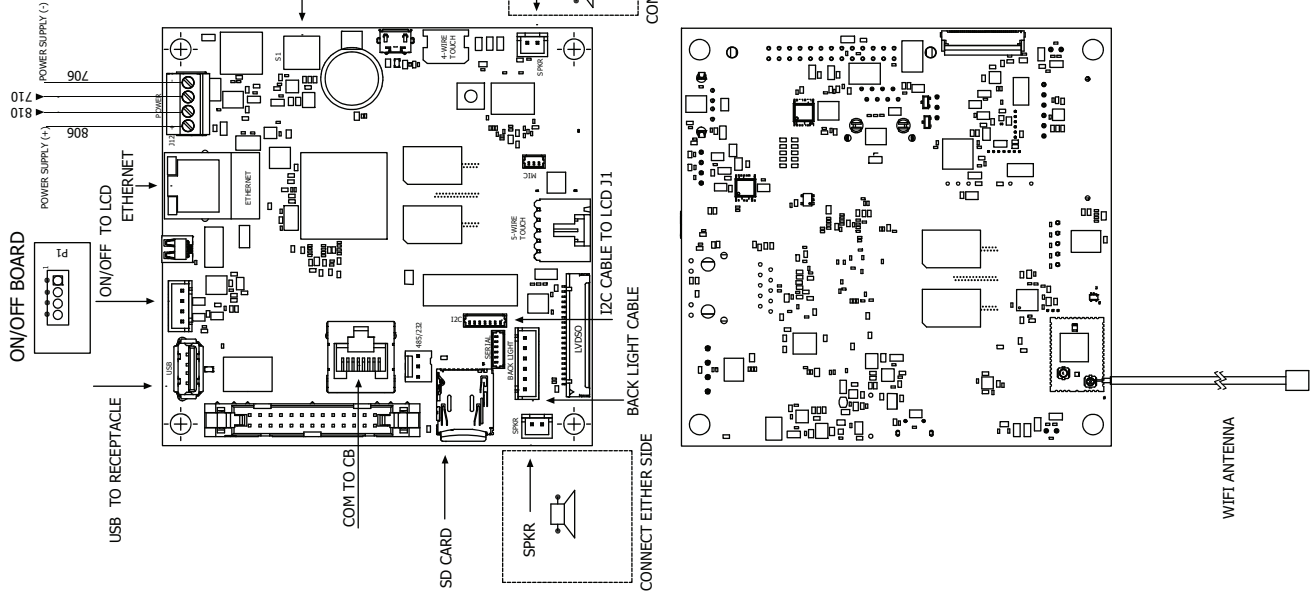 POWER SUPPLY (-)
706
710
810
806
POWER SUPPLY (+)
ON/OFF BOARD
P1
1
ON/OFF TO LCD
ETHERNET
USB TO RECEPTACLE
COM TO CB
SD CARD
SPKR
CONNECT EITHER SIDE
BACK LIGHT CABLE
I2C CABLE TO LCD J1
CON
S1
4-WIRE
TOUCH
SPKR
POWER
J12
ETHERNET
MIC
5-WIRE
TOUCH
USB
485/232
I2C
SERIAL
BACK LIGHT
LVDSO
SPKR
WIFI ANTENNA